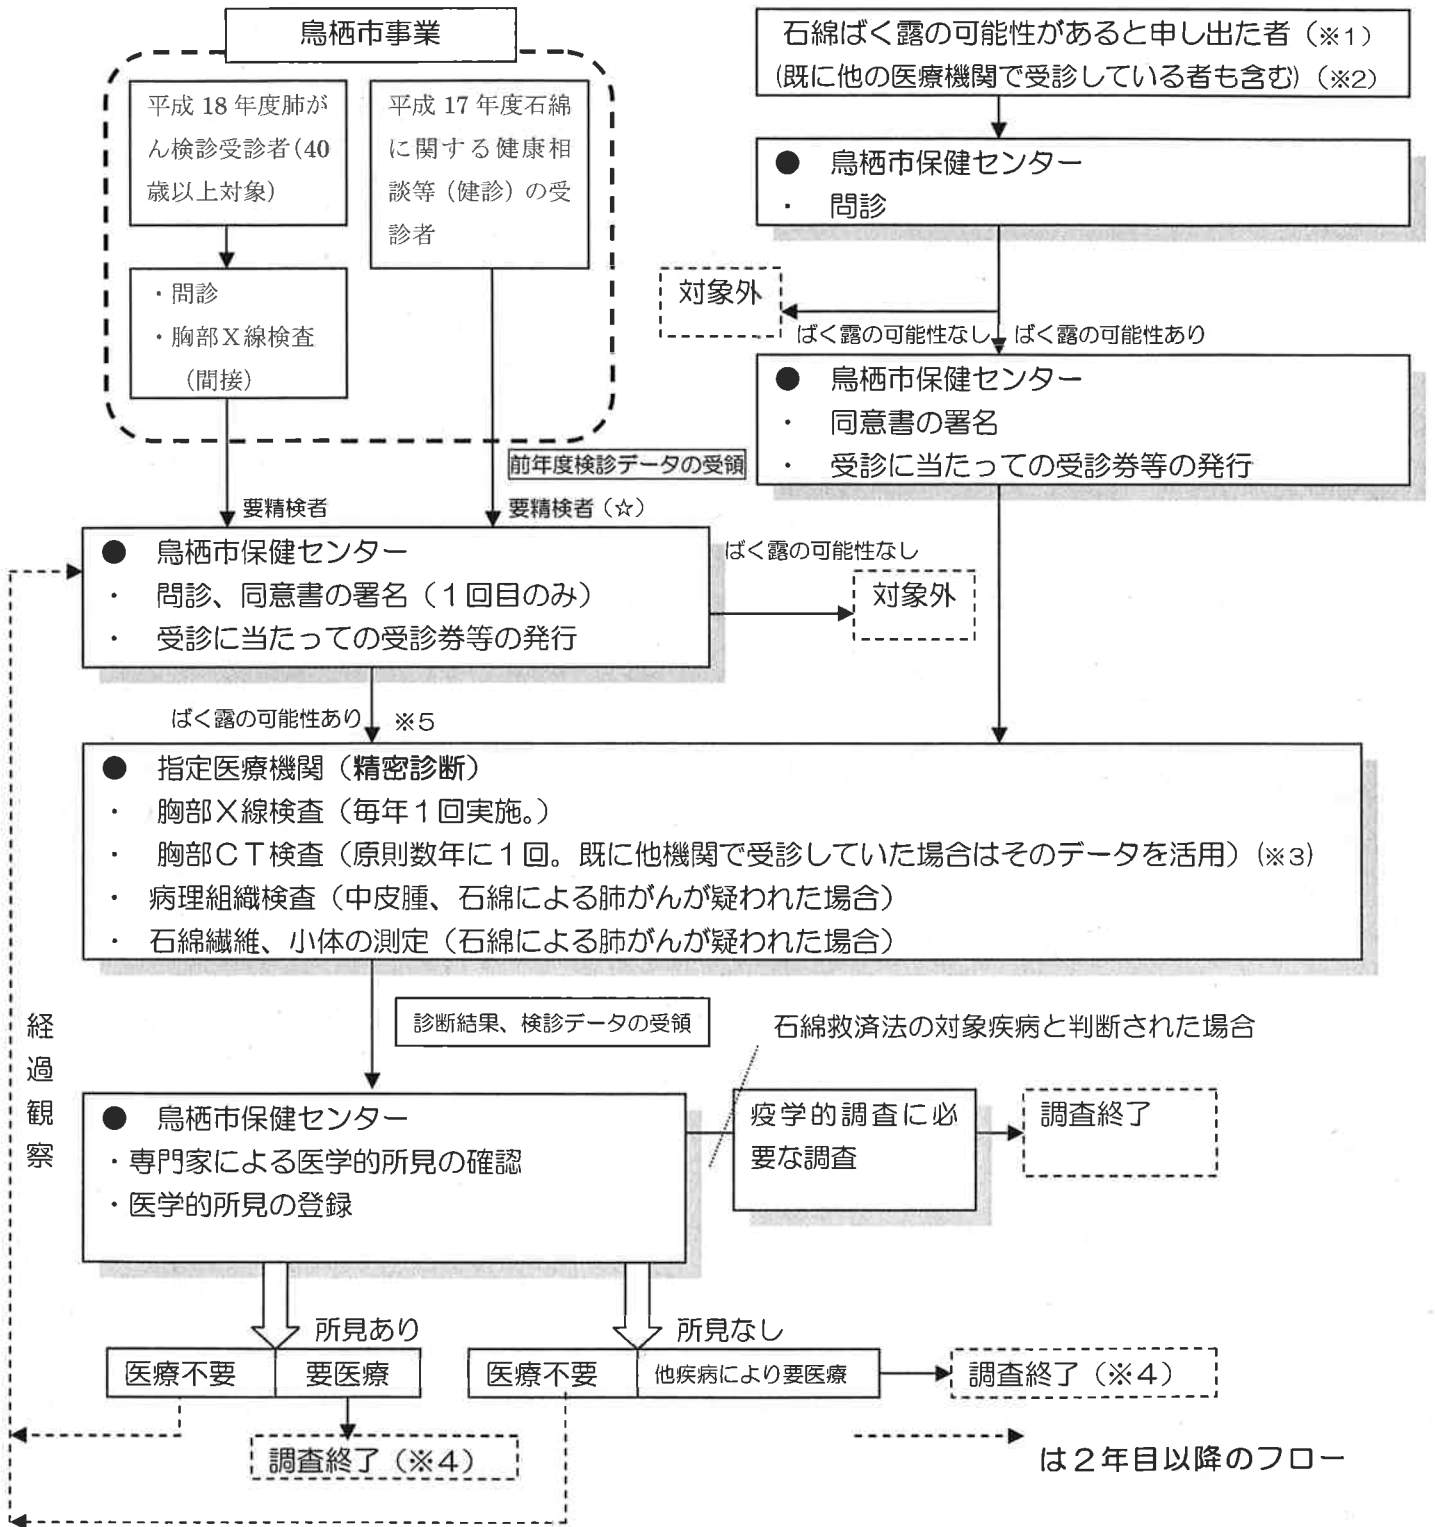 鳥栖市事業
平成 18 年度肺が
ん検診受診者(40
歳以上対象)
平成 17 年度石綿
に関する健康相
談等（健診）の受
診者
・問診
・胸部Ｘ線検査
（間接）
石綿ばく露の可能性があると申し出た者（※1）
(既に他の医療機関で受診している者も含む)（※2）
● 鳥栖市保健センター
・ 問診
対象外
ばく露の可能性なし
ばく露の可能性あり
● 鳥栖市保健センター
・ 同意書の署名
・ 受診に当たっての受診券等の発行
前年度検診データの受領
要精検者
要精検者（☆）
● 鳥栖市保健センター
・ 問診、同意書の署名（１回目のみ）
・ 受診に当たっての受診券等の発行
ばく露の可能性なし
対象外
ばく露の可能性あり
※5
● 指定医療機関（精密診断）
・ 胸部Ｘ線検査（毎年１回実施。）
・ 胸部ＣＴ検査（原則数年に１回。既に他機関で受診していた場合はそのデータを活用）(※3)
・ 病理組織検査（中皮腫、石綿による肺がんが疑われた場合）
・ 石綿繊維、小体の測定（石綿による肺がんが疑われた場合）
診断結果、検診データの受領
石綿救済法の対象疾病と判断された場合
経過観察
● 鳥栖市保健センター
・専門家による医学的所見の確認
・医学的所見の登録
疫学的調査に必
要な調査
調査終了
所見あり
所見なし
医療不要
要医療
医療不要
他疾病により要医療
調査終了（※4）
調査終了（※4）
は２年目以降のフロー